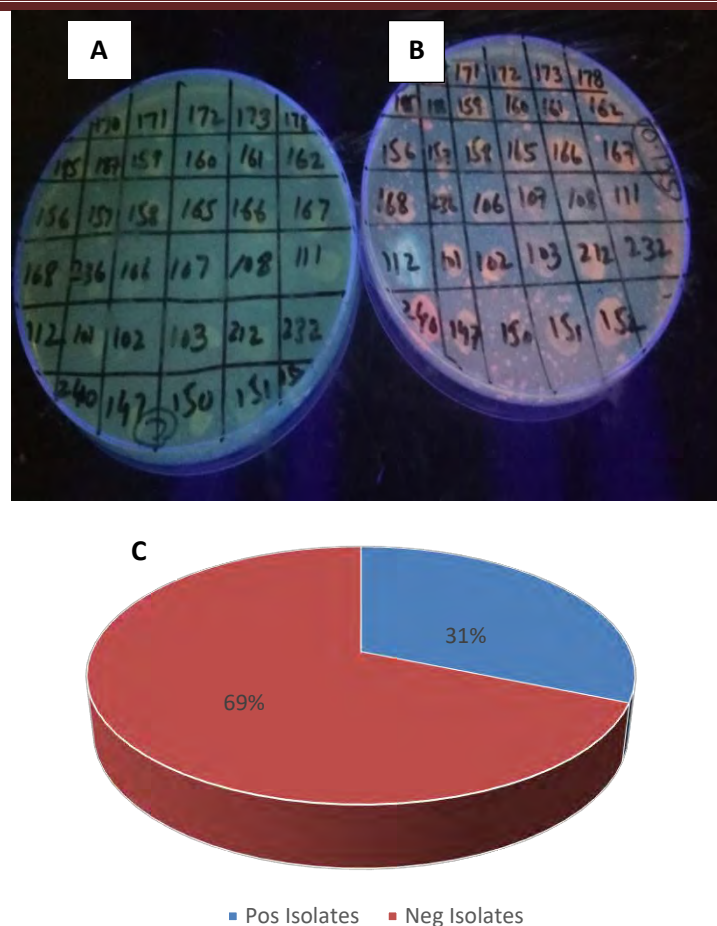 A
170 171 172 173 178
185 187 159 160 161 162
156 157 158 165 166 167
168 236 106 107 108 111
112 101 102 103 212 232
240 147 150 151
B
171 172 173 178
159 160 161 162
156 157 158 165 166 167
168 236 106 107 108 111
112 101 102 103 212 232
240 147 150 151 152
C
31%
69%
Pos Isolates Neg Isolates